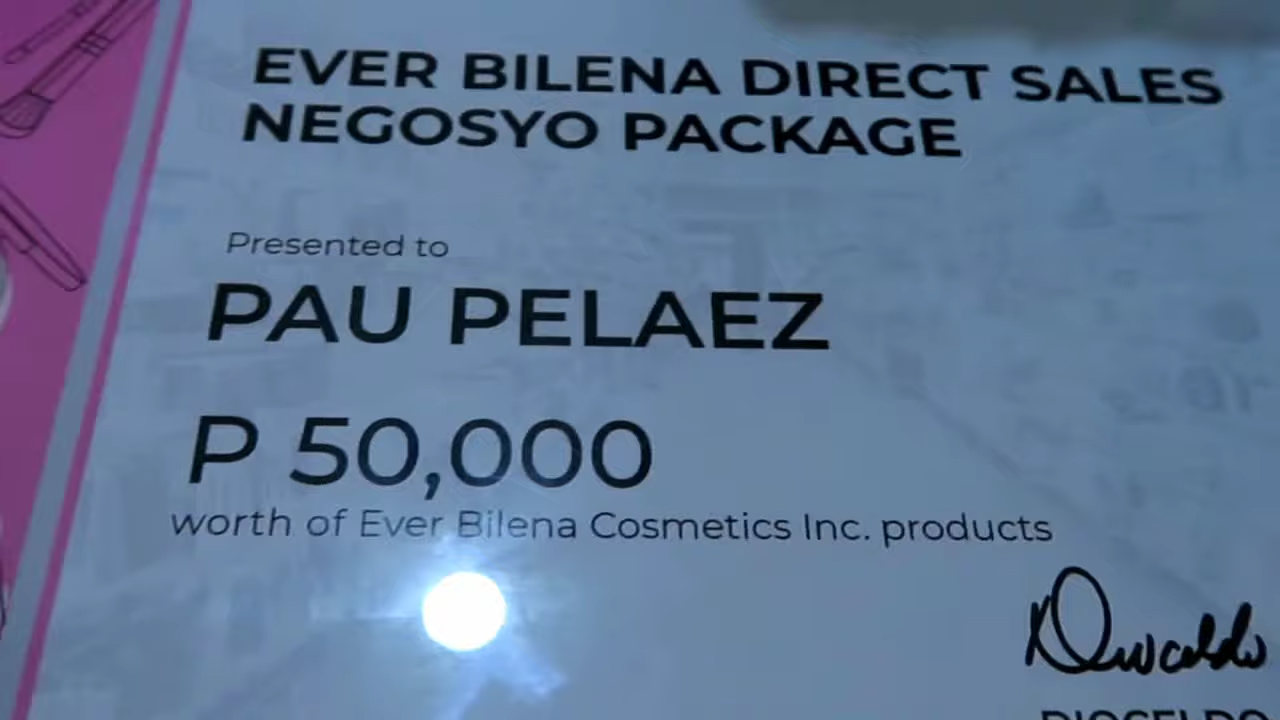 EVER BILENA DIRECT SALES
NEGOSYO PACKAGE
Presented to
PAU PELAEZ
P 50,000
worth of Ever Bilena Cosmetics Inc. products